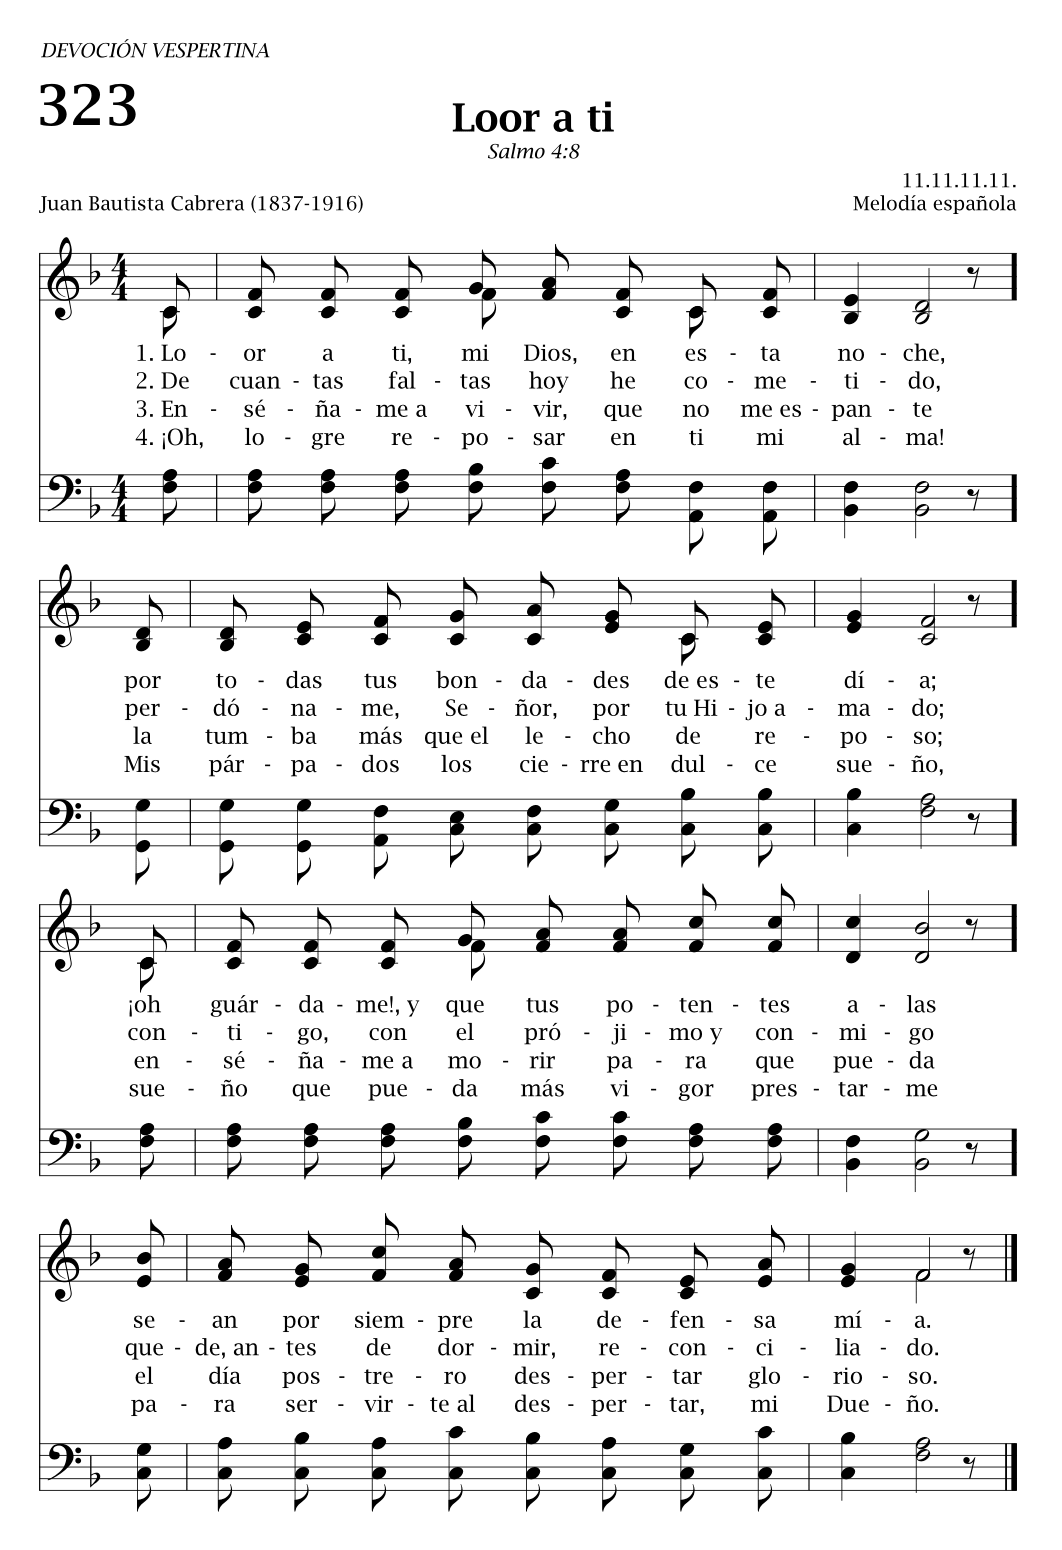 DEVOCIÓN VESPERTINA
323
Loor a ti
Salmo 4:8
11.11.11.11.
Juan Bautista Cabrera (1837-1916) Melodía española
1. Lo - or a ti, mi Dios, en es - ta no - che,
2. De cuan - tas fal - tas hoy he co - me - ti - do,
3. En - sé - ña - me a vi - vir, que no me es - pan - te
4. ¡Oh, lo - gre re - po - sar en ti mi al - ma!
por to - das tus bon - da - des de es - te dí - a;
per - dó - na - me, Se - ñor, por tu Hi - jo a - ma - do;
la tum - ba más que el le - cho de re - po - so;
Mis pár - pa - dos los cie - rre en dul - ce sue - ño,
¡oh guár - da - me!, y que tus po - ten - tes a - las
con - ti - go, con el pró - ji - mo y con - mi - go
en - sé - ña - me a mo - rir pa - ra que pue - da
sue - ño que pue - da más vi - gor pres - tar - me
se - an por siem - pre la de - fen - sa mí - a.
que - de, an - tes de dor - mir, re - con - ci - lia - do.
el día pos - tre - ro des - per - tar glo - rio - so.
pa - ra ser - vir - te al des - per - tar, mi Due - ño.